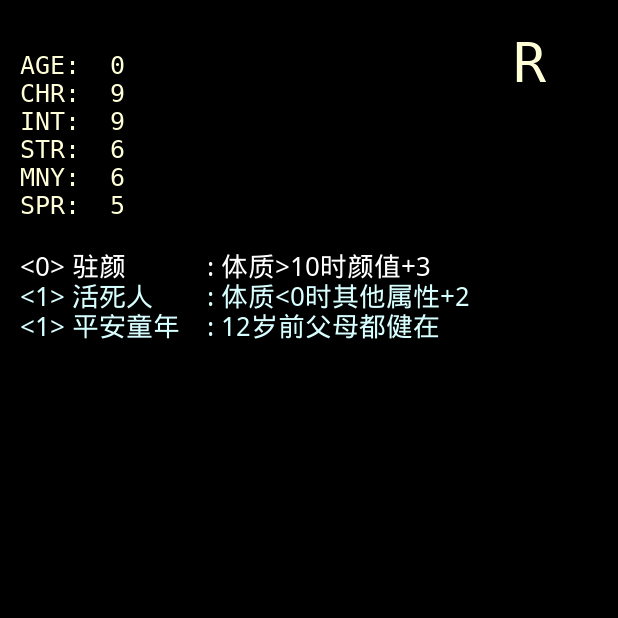 R
AGE: 0
CHR: 9
INT: 9
STR: 6
MNY: 6
SPR: 5
<0> 驻颜 : 体质>10时颜值+3
<1> 活死人 : 体质<0时其他属性+2
<1> 平安童年 : 12岁前父母都健在